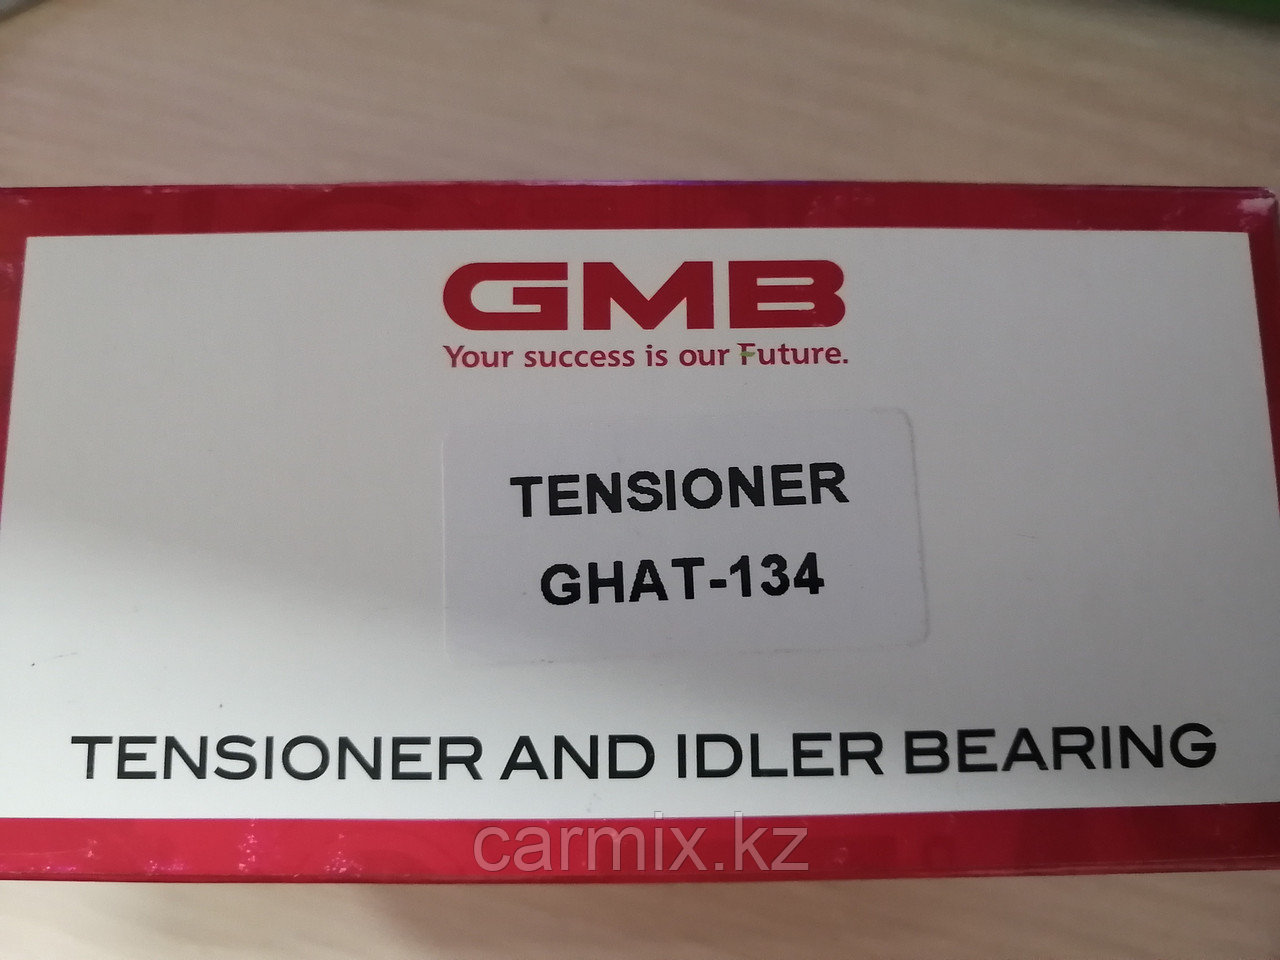 GMB
Your success is our Future.
TENSIONER
GHAT-134
TENSIONER AND IDLER BEARING
carmix.kz